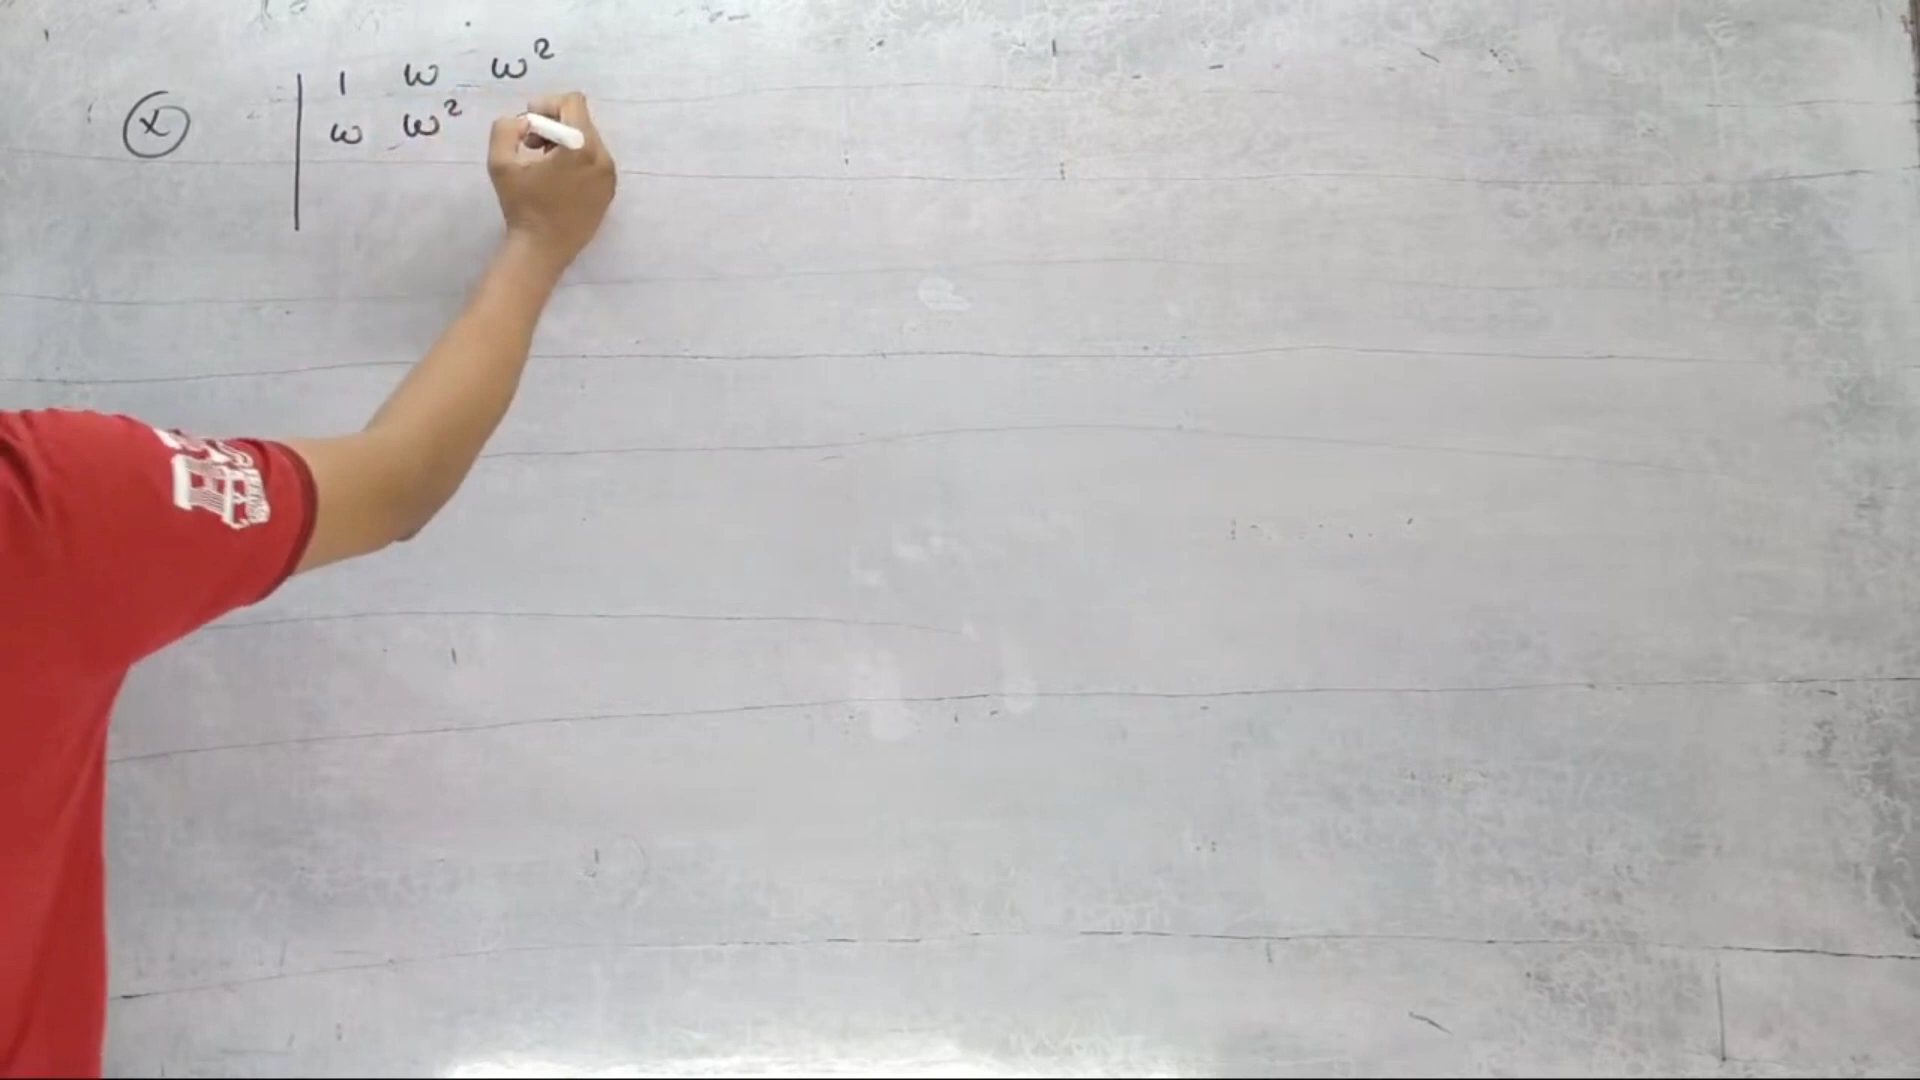 (x) | 1 ω ω²
ω ω²